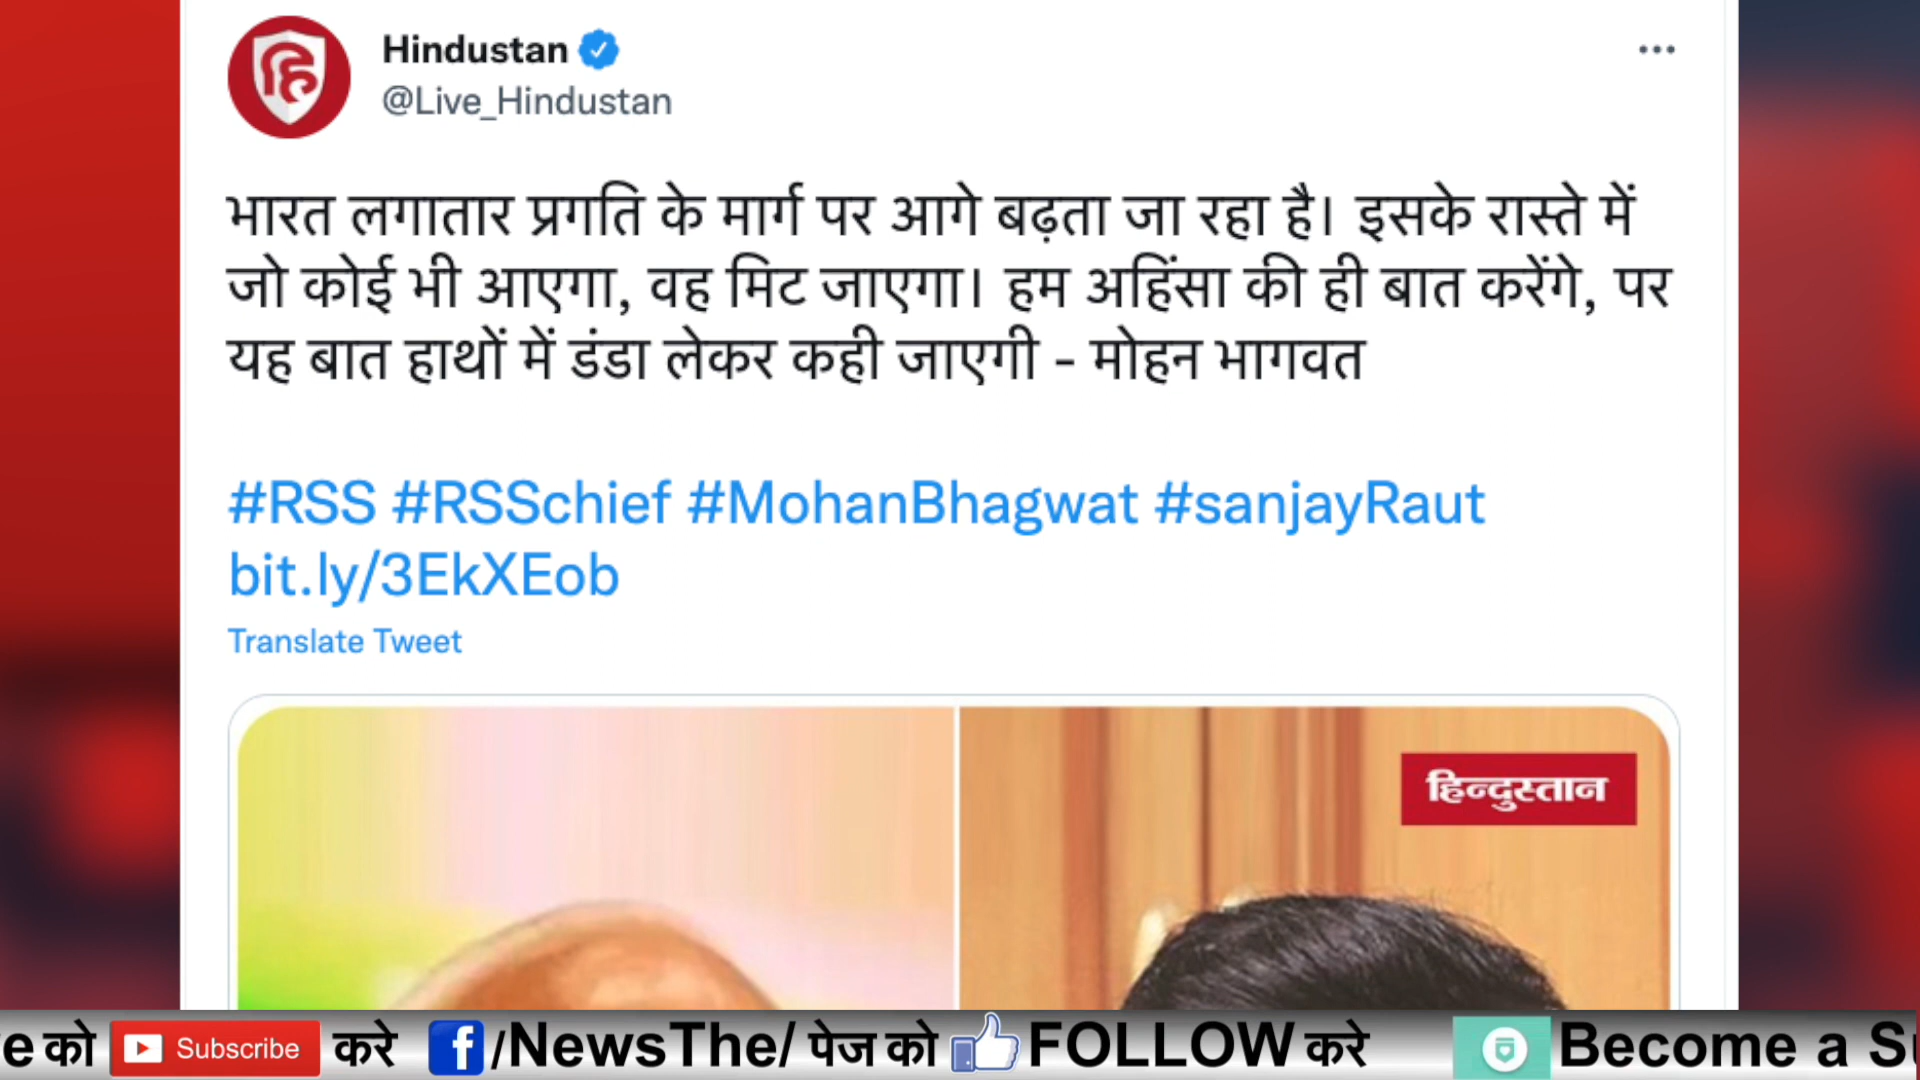 Hindustan
@Live_Hindustan
भारत लगातार प्रगति के मार्ग पर आगे बढ़ता जा रहा है। इसके रास्ते में
जो कोई भी आएगा, वह मिट जाएगा। हम अहिंसा की ही बात करेंगे, पर
यह बात हाथों में डंडा लेकर कही जाएगी - मोहन भागवत
#RSS #RSSchief #MohanBhagwat #sanjayRaut
bit.ly/3EkXEob
Translate Tweet
हिन्दुस्तान
e को Subscribe करे f/NewsThe/ पेज को FOLLOW करे Become a Su